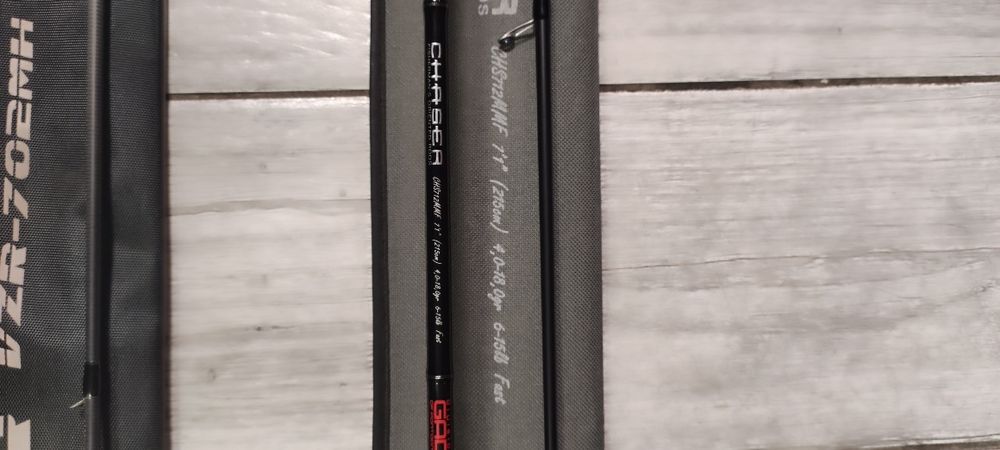 VZR-702MH
CHASER
CHS712MMF 7'1" (215cm) 4,0-18,0gr 6-15lb Fast
CHS712MMF 7'1" (215cm) 4,0-18,0gr 6-15lb Fast